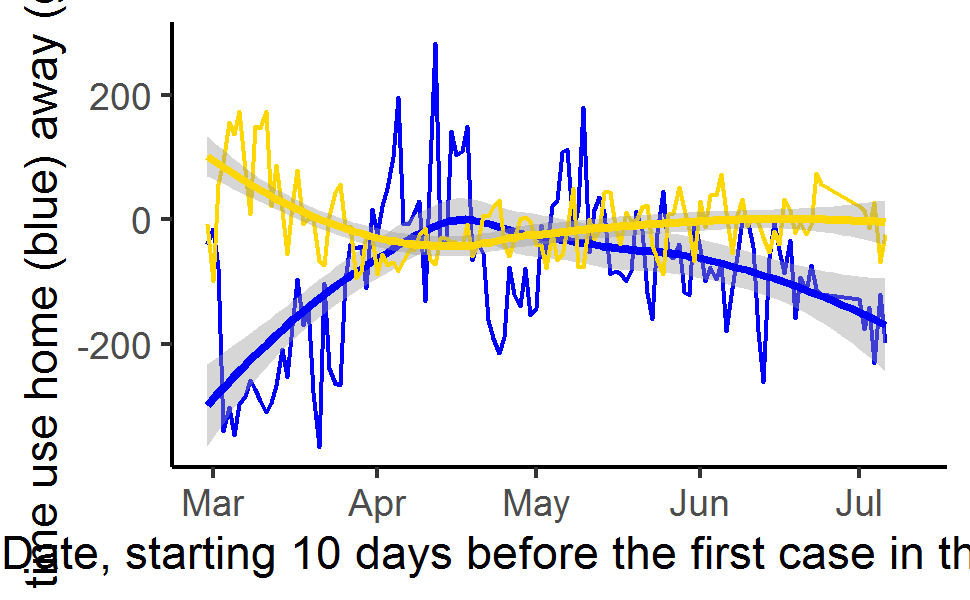 time use home (blue) away (
200
0
-200
Mar Apr May Jun Jul
Date, starting 10 days before the first case in th